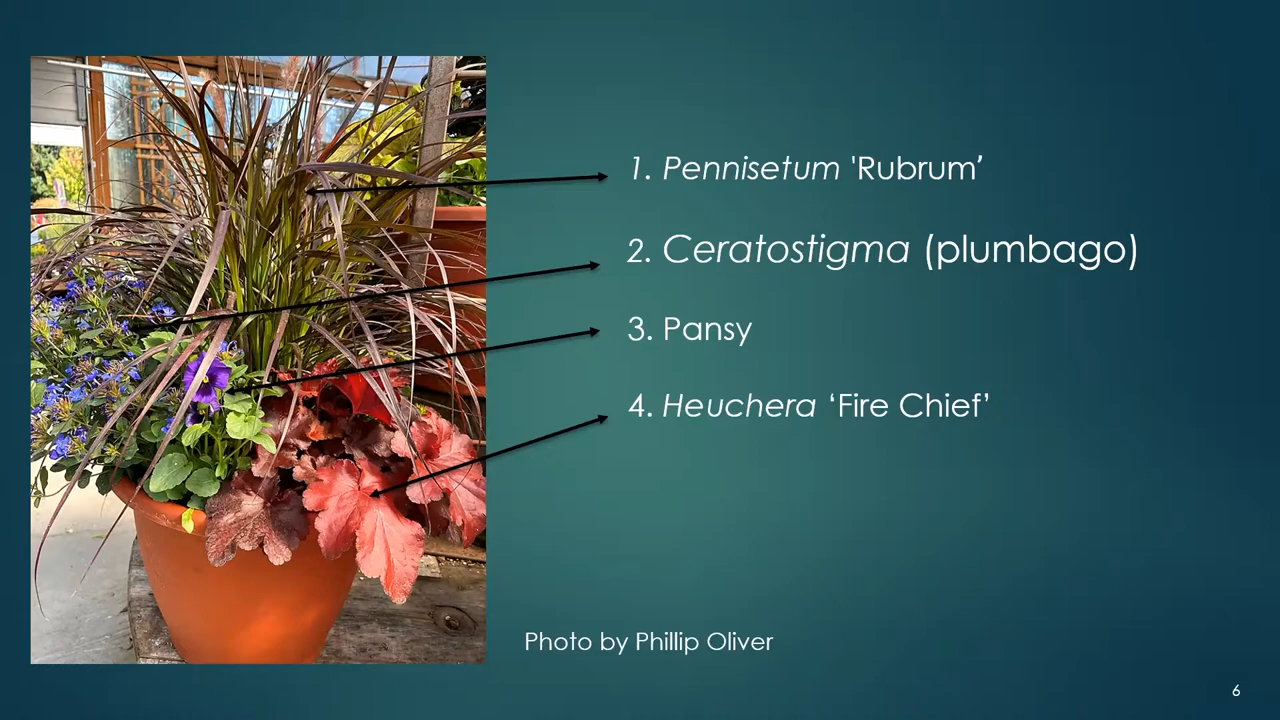 1. Pennisetum 'Rubrum’
2. Ceratostigma (plumbago)
3. Pansy
4. Heuchera ‘Fire Chief’
Photo by Phillip Oliver
6